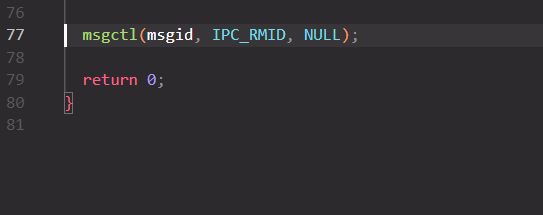 76
77 msgctl(msgid, IPC_RMID, NULL);
78
79 return 0;
80 }
81